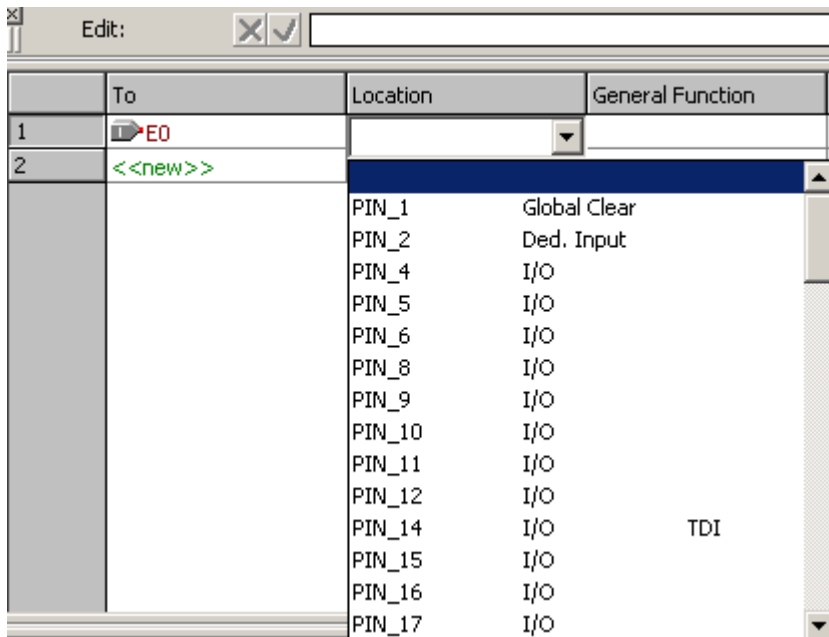 Edit:
To Location General Function
1 E0
2 <<new>>
PIN_1 Global Clear
PIN_2 Ded. Input
PIN_4 I/O
PIN_5 I/O
PIN_6 I/O
PIN_8 I/O
PIN_9 I/O
PIN_10 I/O
PIN_11 I/O
PIN_12 I/O
PIN_14 I/O TDI
PIN_15 I/O
PIN_16 I/O
PIN_17 I/O